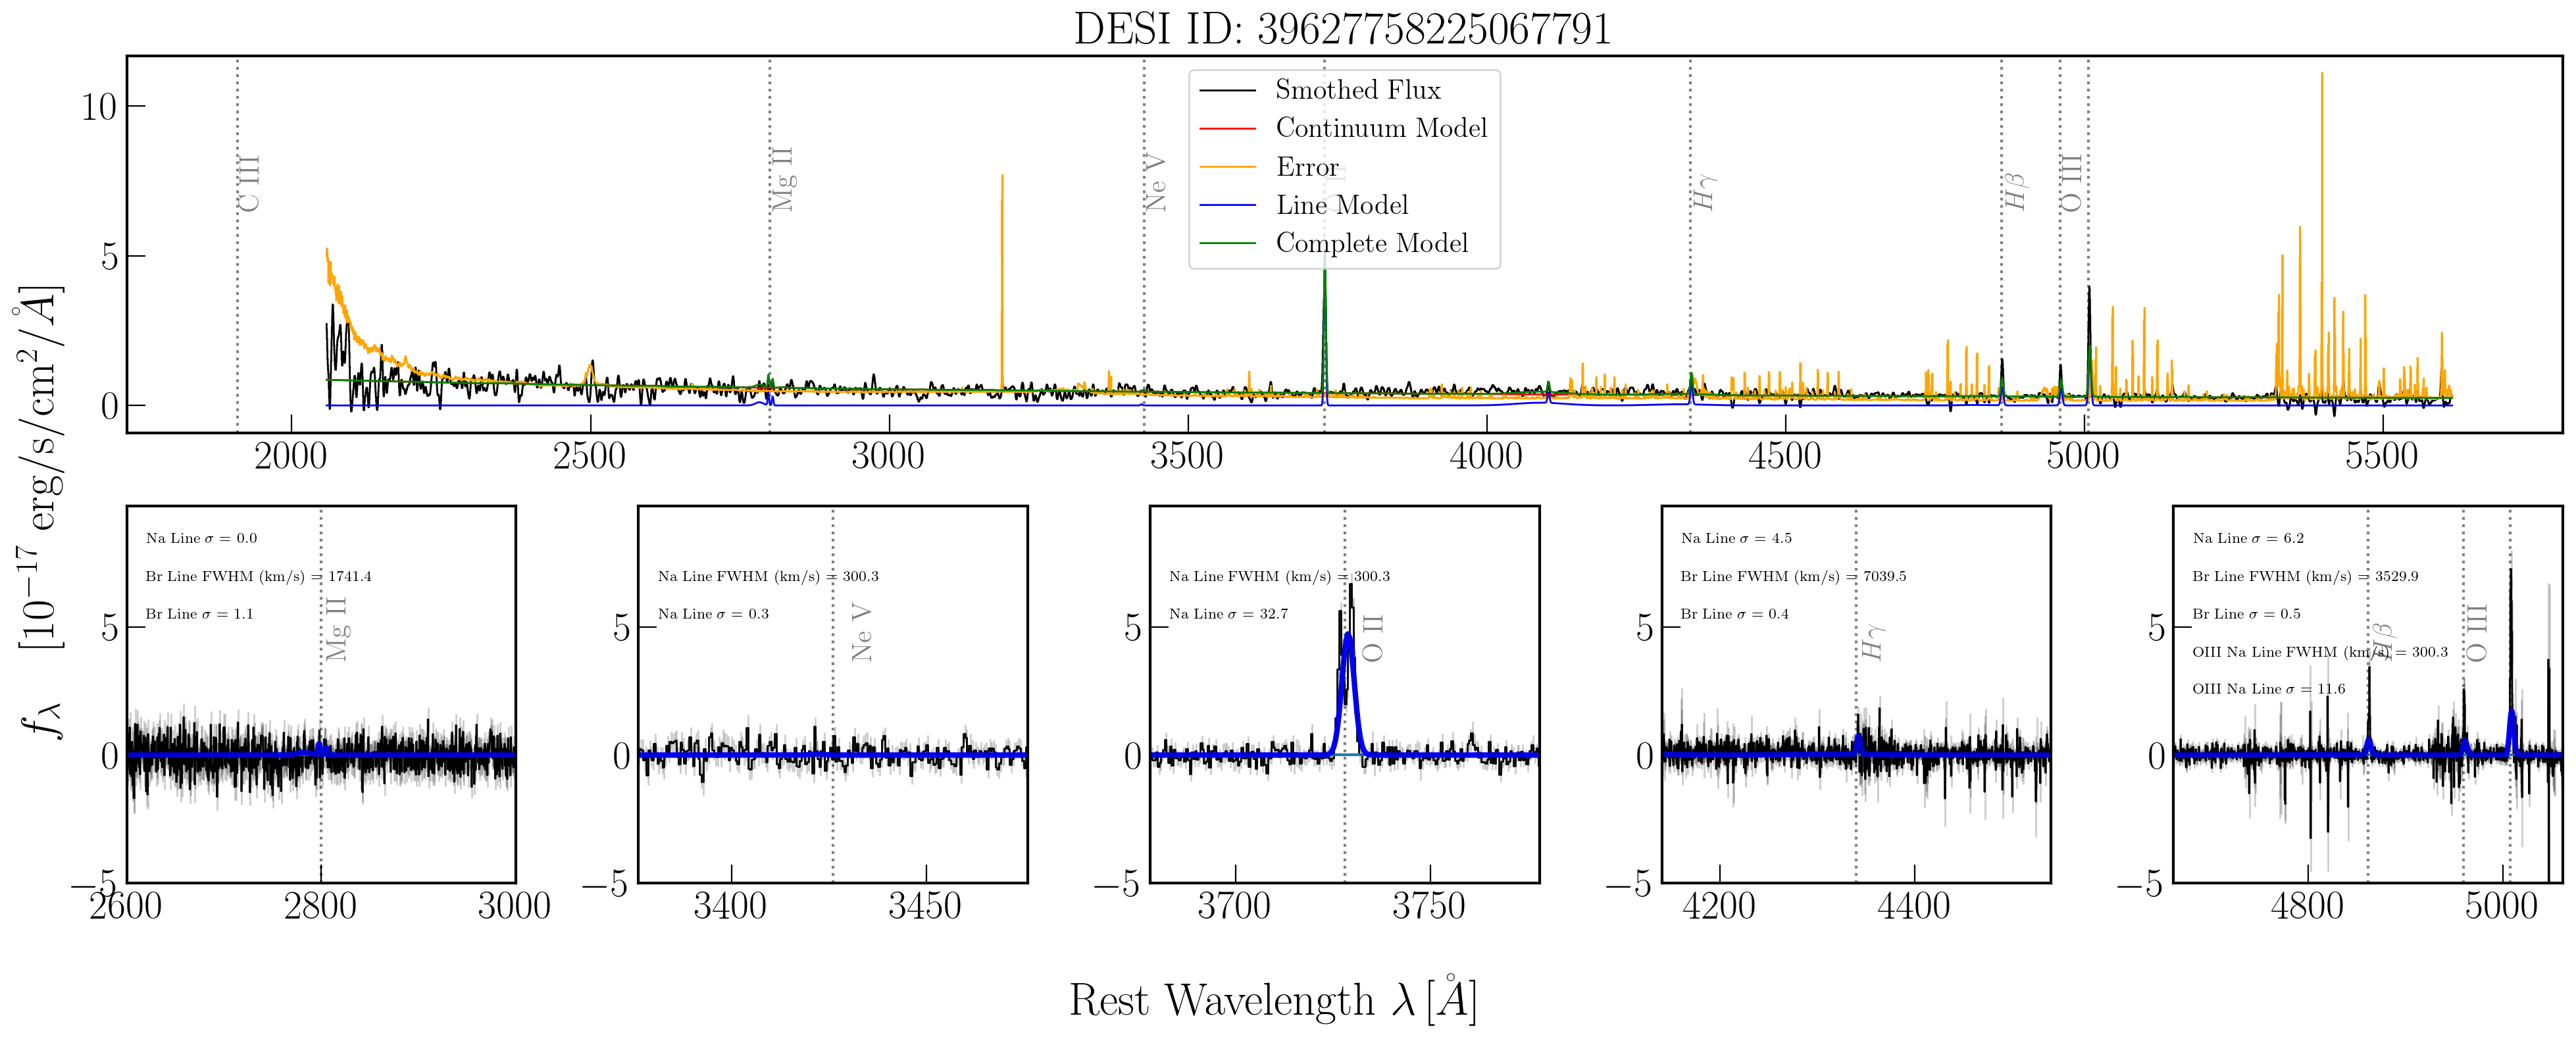 DESI ID: 39627758225067791
Smothed Flux
Continuum Model
Error
Line Model
Complete Model
C III
Mg II
Ne V
Hγ
Hβ
O III
10
5
0
2000 2500 3000 3500 4000 4500 5000 5500
fλ [10⁻¹⁷ erg/s/cm²/Å]
Na Line σ = 0.0
Br Line FWHM (km/s) = 1741.4
Br Line σ = 1.1
Mg II
5
0
−5
2600 2800 3000
Na Line FWHM (km/s) = 300.3
Na Line σ = 0.3
Ne V
5
0
−5
3400 3450
Na Line FWHM (km/s) = 300.3
Na Line σ = 32.7
O II
5
0
−5
3700 3750
Na Line σ = 4.5
Br Line FWHM (km/s) = 7039.5
Br Line σ = 0.4
Hγ
5
0
−5
4200 4400
Na Line σ = 6.2
Br Line FWHM (km/s) = 3529.9
Br Line σ = 0.5
OIII Na Line FWHM (km/s) = 300.3
OIII Na Line σ = 11.6
Hβ
O III
5
0
−5
4800 5000
Rest Wavelength λ [Å]